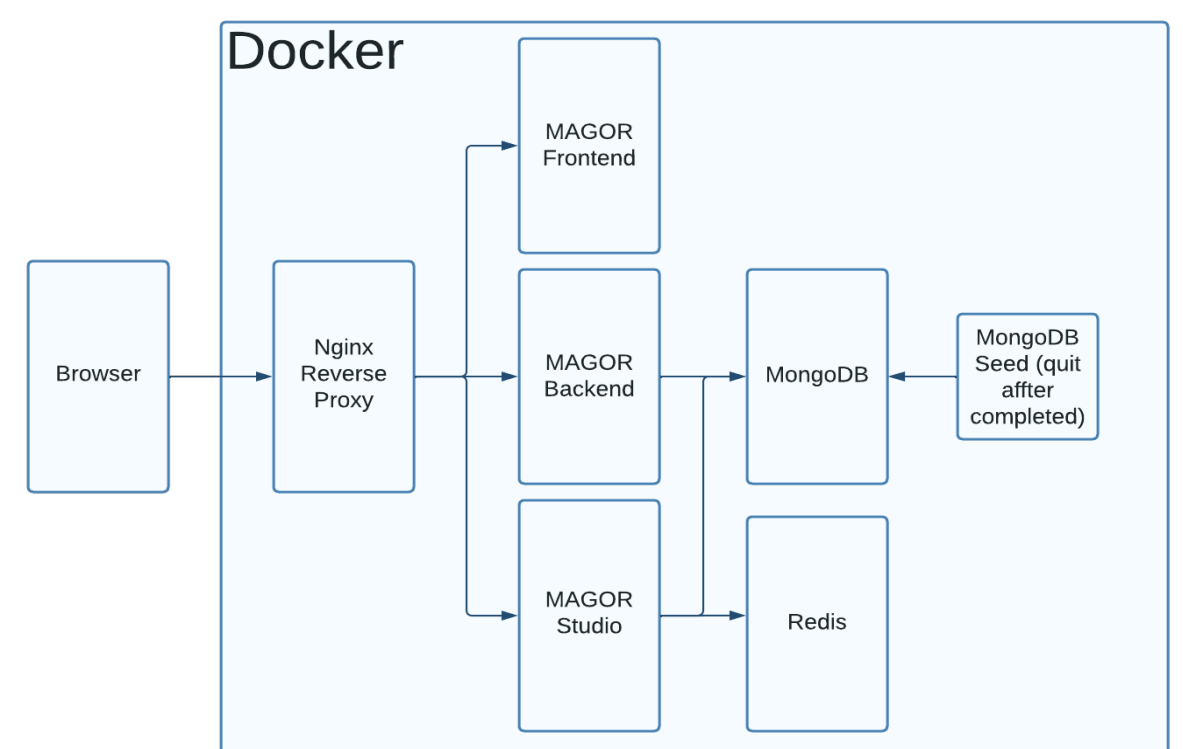 Docker
MAGOR
Frontend
Browser
Nginx
Reverse
Proxy
MAGOR
Backend
MongoDB
MongoDB
Seed (quit
affter
completed)
MAGOR
Studio
Redis